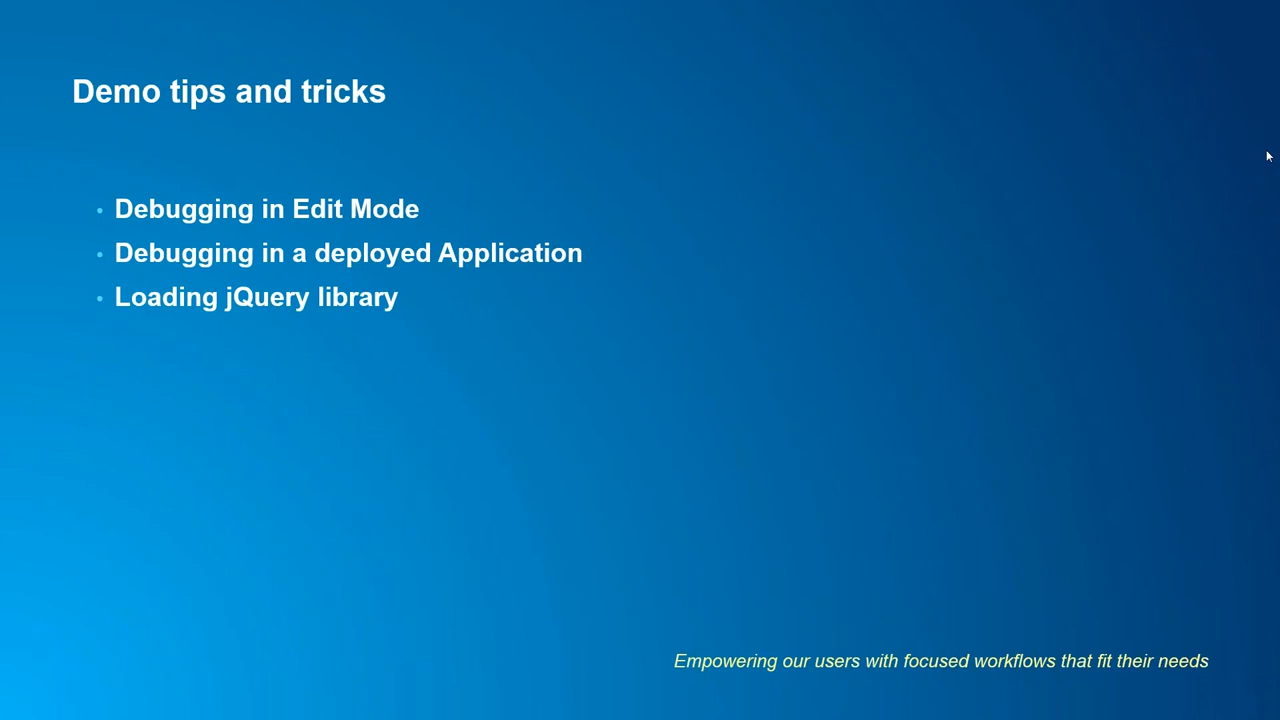 Demo tips and tricks
• Debugging in Edit Mode
• Debugging in a deployed Application
• Loading jQuery library
Empowering our users with focused workflows that fit their needs